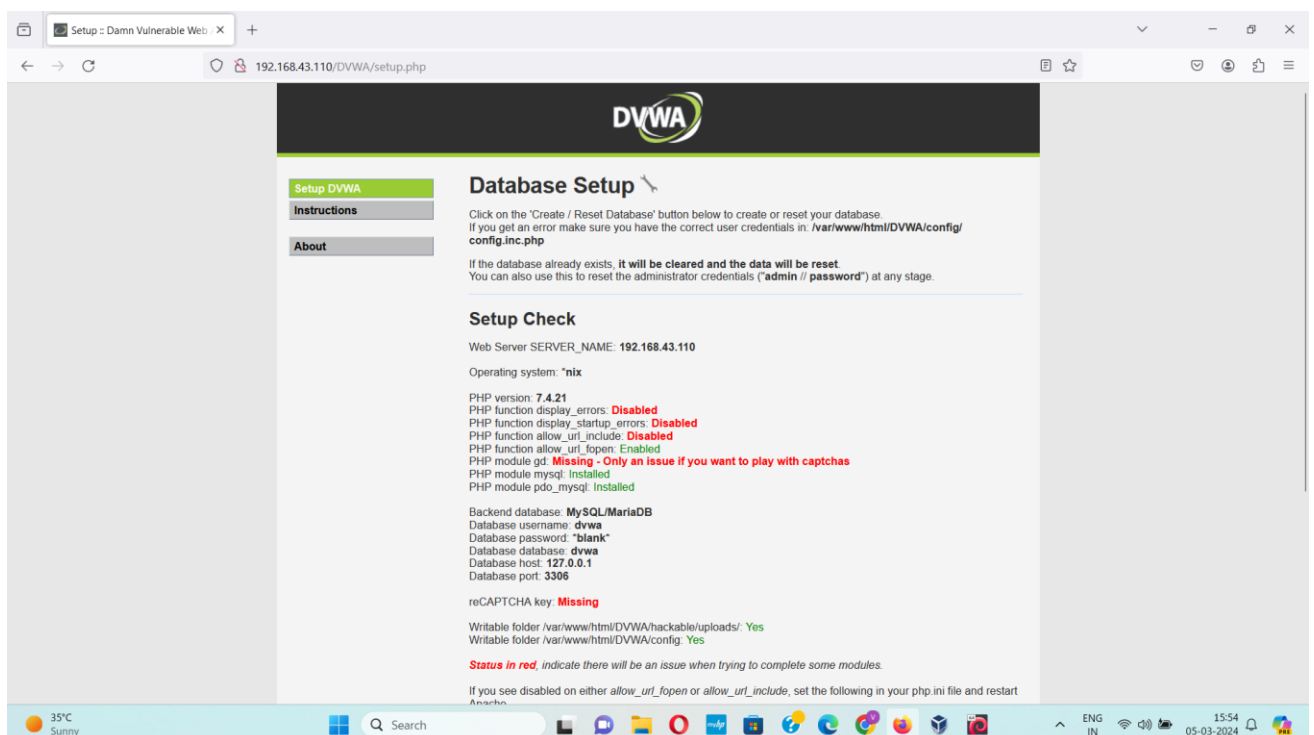 Setup :: Damn Vulnerable Web A
192.168.43.110/DVWA/setup.php
DVWA
Setup DVWA
Instructions
About
Database Setup
Click on the 'Create / Reset Database' button below to create or reset your database.
If you get an error make sure you have the correct user credentials in: /var/www/html/DVWA/config/
config.inc.php
If the database already exists, it will be cleared and the data will be reset.
You can also use this to reset the administrator credentials ("admin // password") at any stage.
Setup Check
Web Server SERVER_NAME: 192.168.43.110
Operating system: *nix
PHP version: 7.4.21
PHP function display_errors: Disabled
PHP function display_startup_errors: Disabled
PHP function allow_url_include: Disabled
PHP function allow_url_fopen: Enabled
PHP module gd: Missing - Only an issue if you want to play with captchas
PHP module mysql: Installed
PHP module pdo_mysql: Installed
Backend database: MySQL/MariaDB
Database username: dvwa
Database password: *blank*
Database database: dvwa
Database host: 127.0.0.1
Database port: 3306
reCAPTCHA key: Missing
Writable folder /var/www/html/DVWA/hackable/uploads/: Yes
Writable folder /var/www/html/DVWA/config: Yes
Status in red, indicate there will be an issue when trying to complete some modules.
If you see disabled on either allow_url_fopen or allow_url_include, set the following in your php.ini file and restart
Apache.
35°C
Sunny
Search
ENG
IN
15:54
05-03-2024
PRE